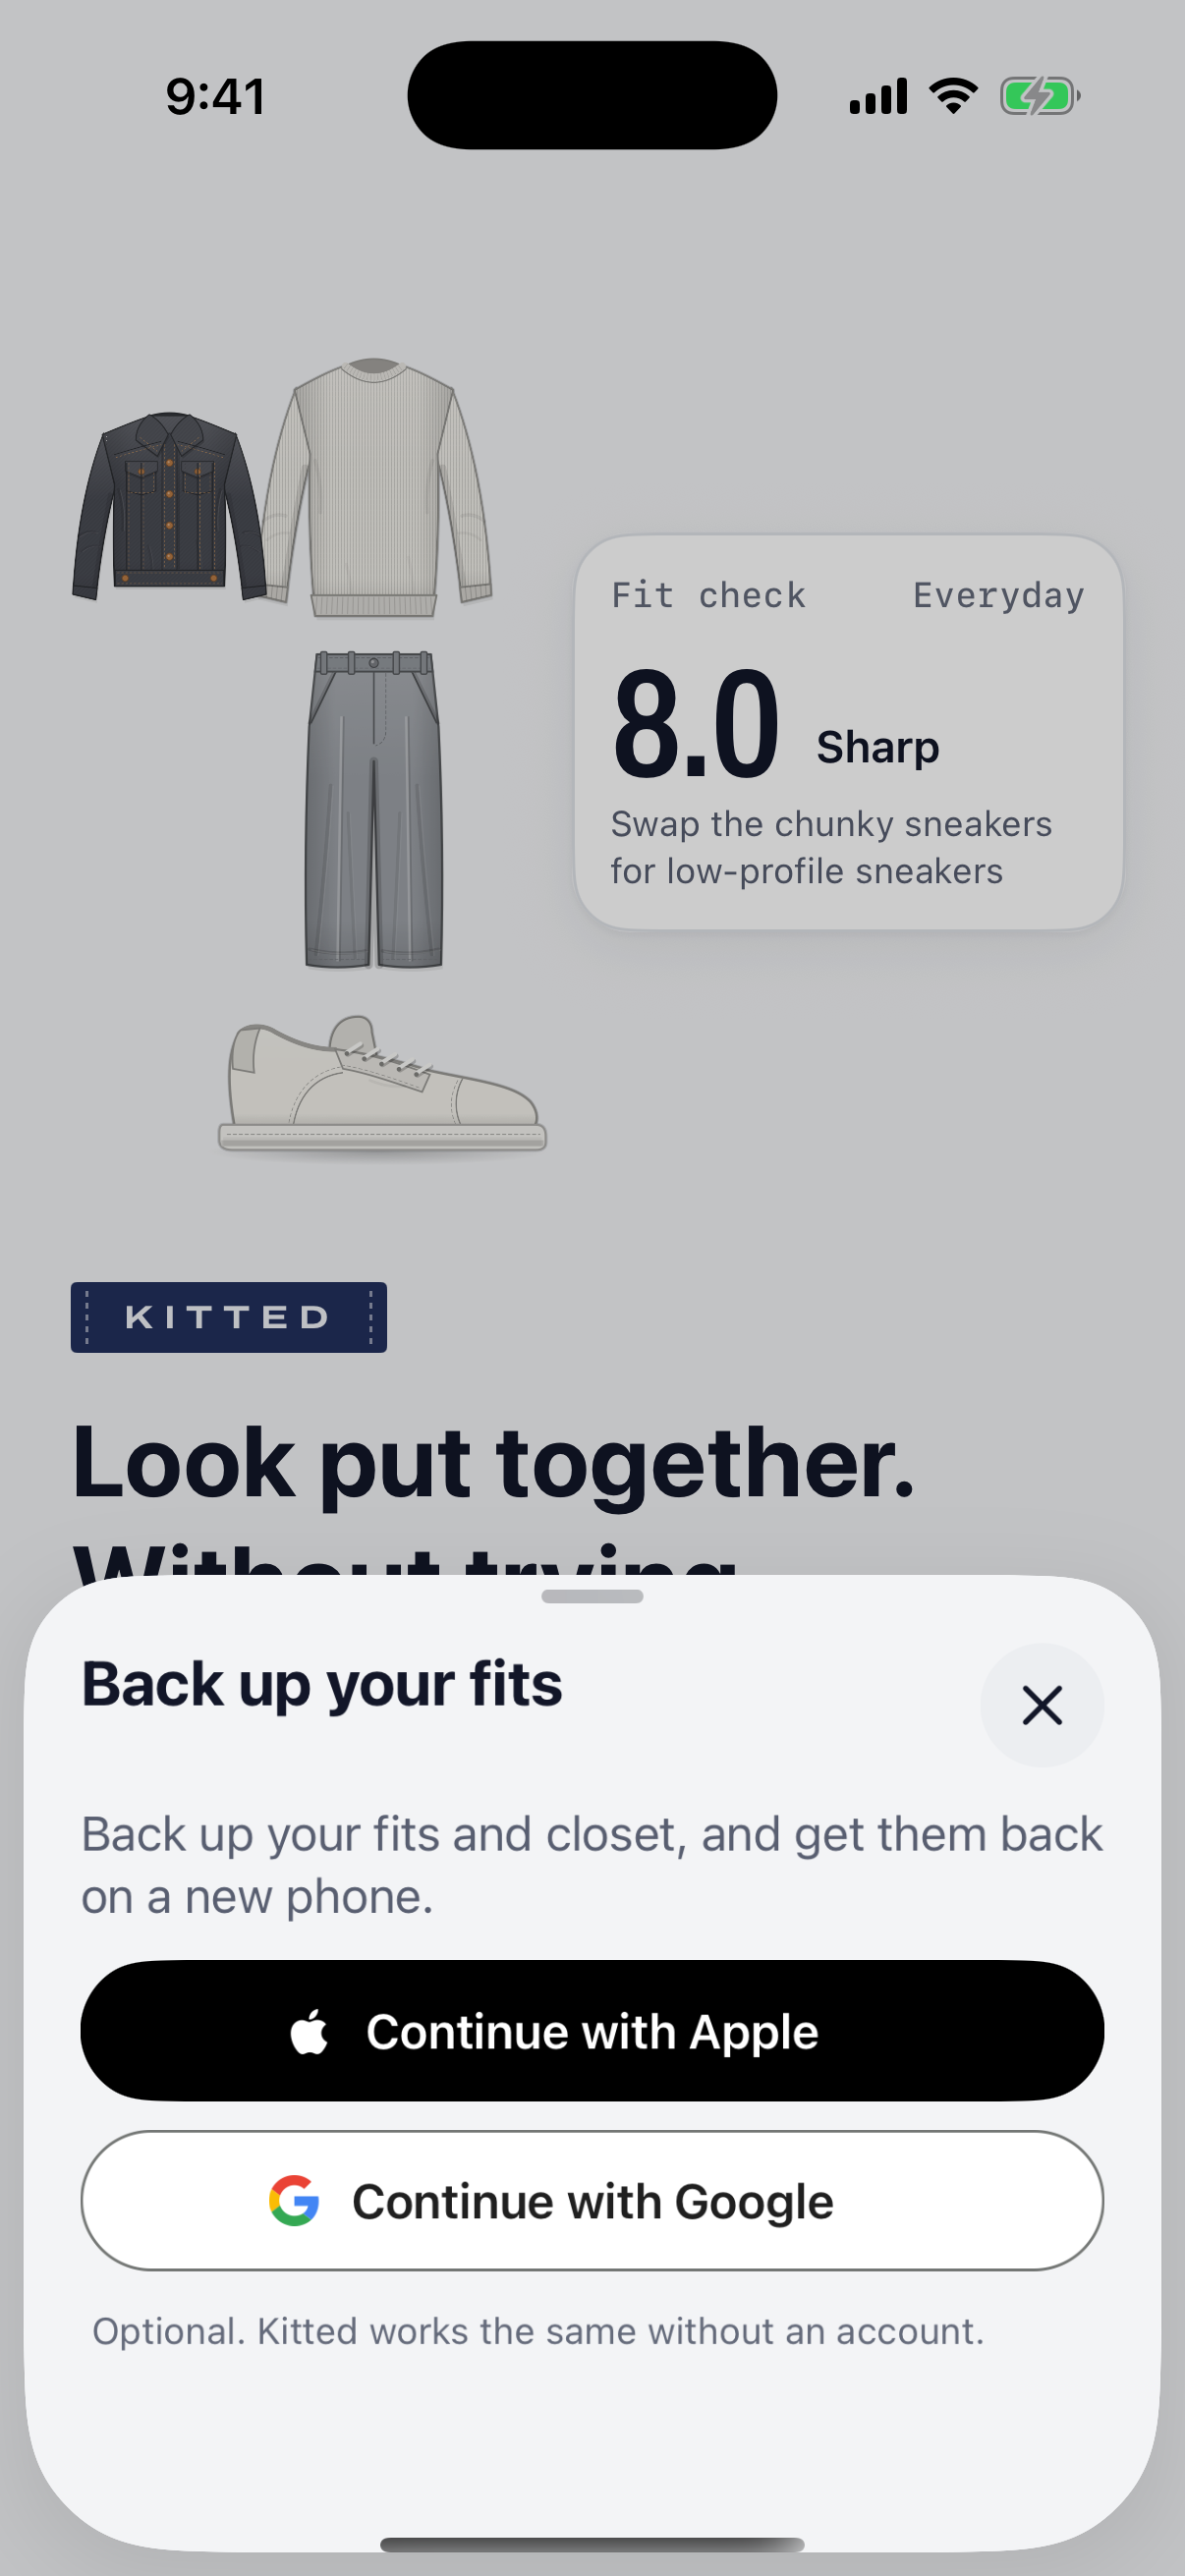 9:41
Fit check Everyday
8.0 Sharp
Swap the chunky sneakers
for low-profile sneakers
KITTED
Look put together.
Without trying
Back up your fits
Back up your fits and closet, and get them back
on a new phone.
Continue with Apple
Continue with Google
Optional. Kitted works the same without an account.